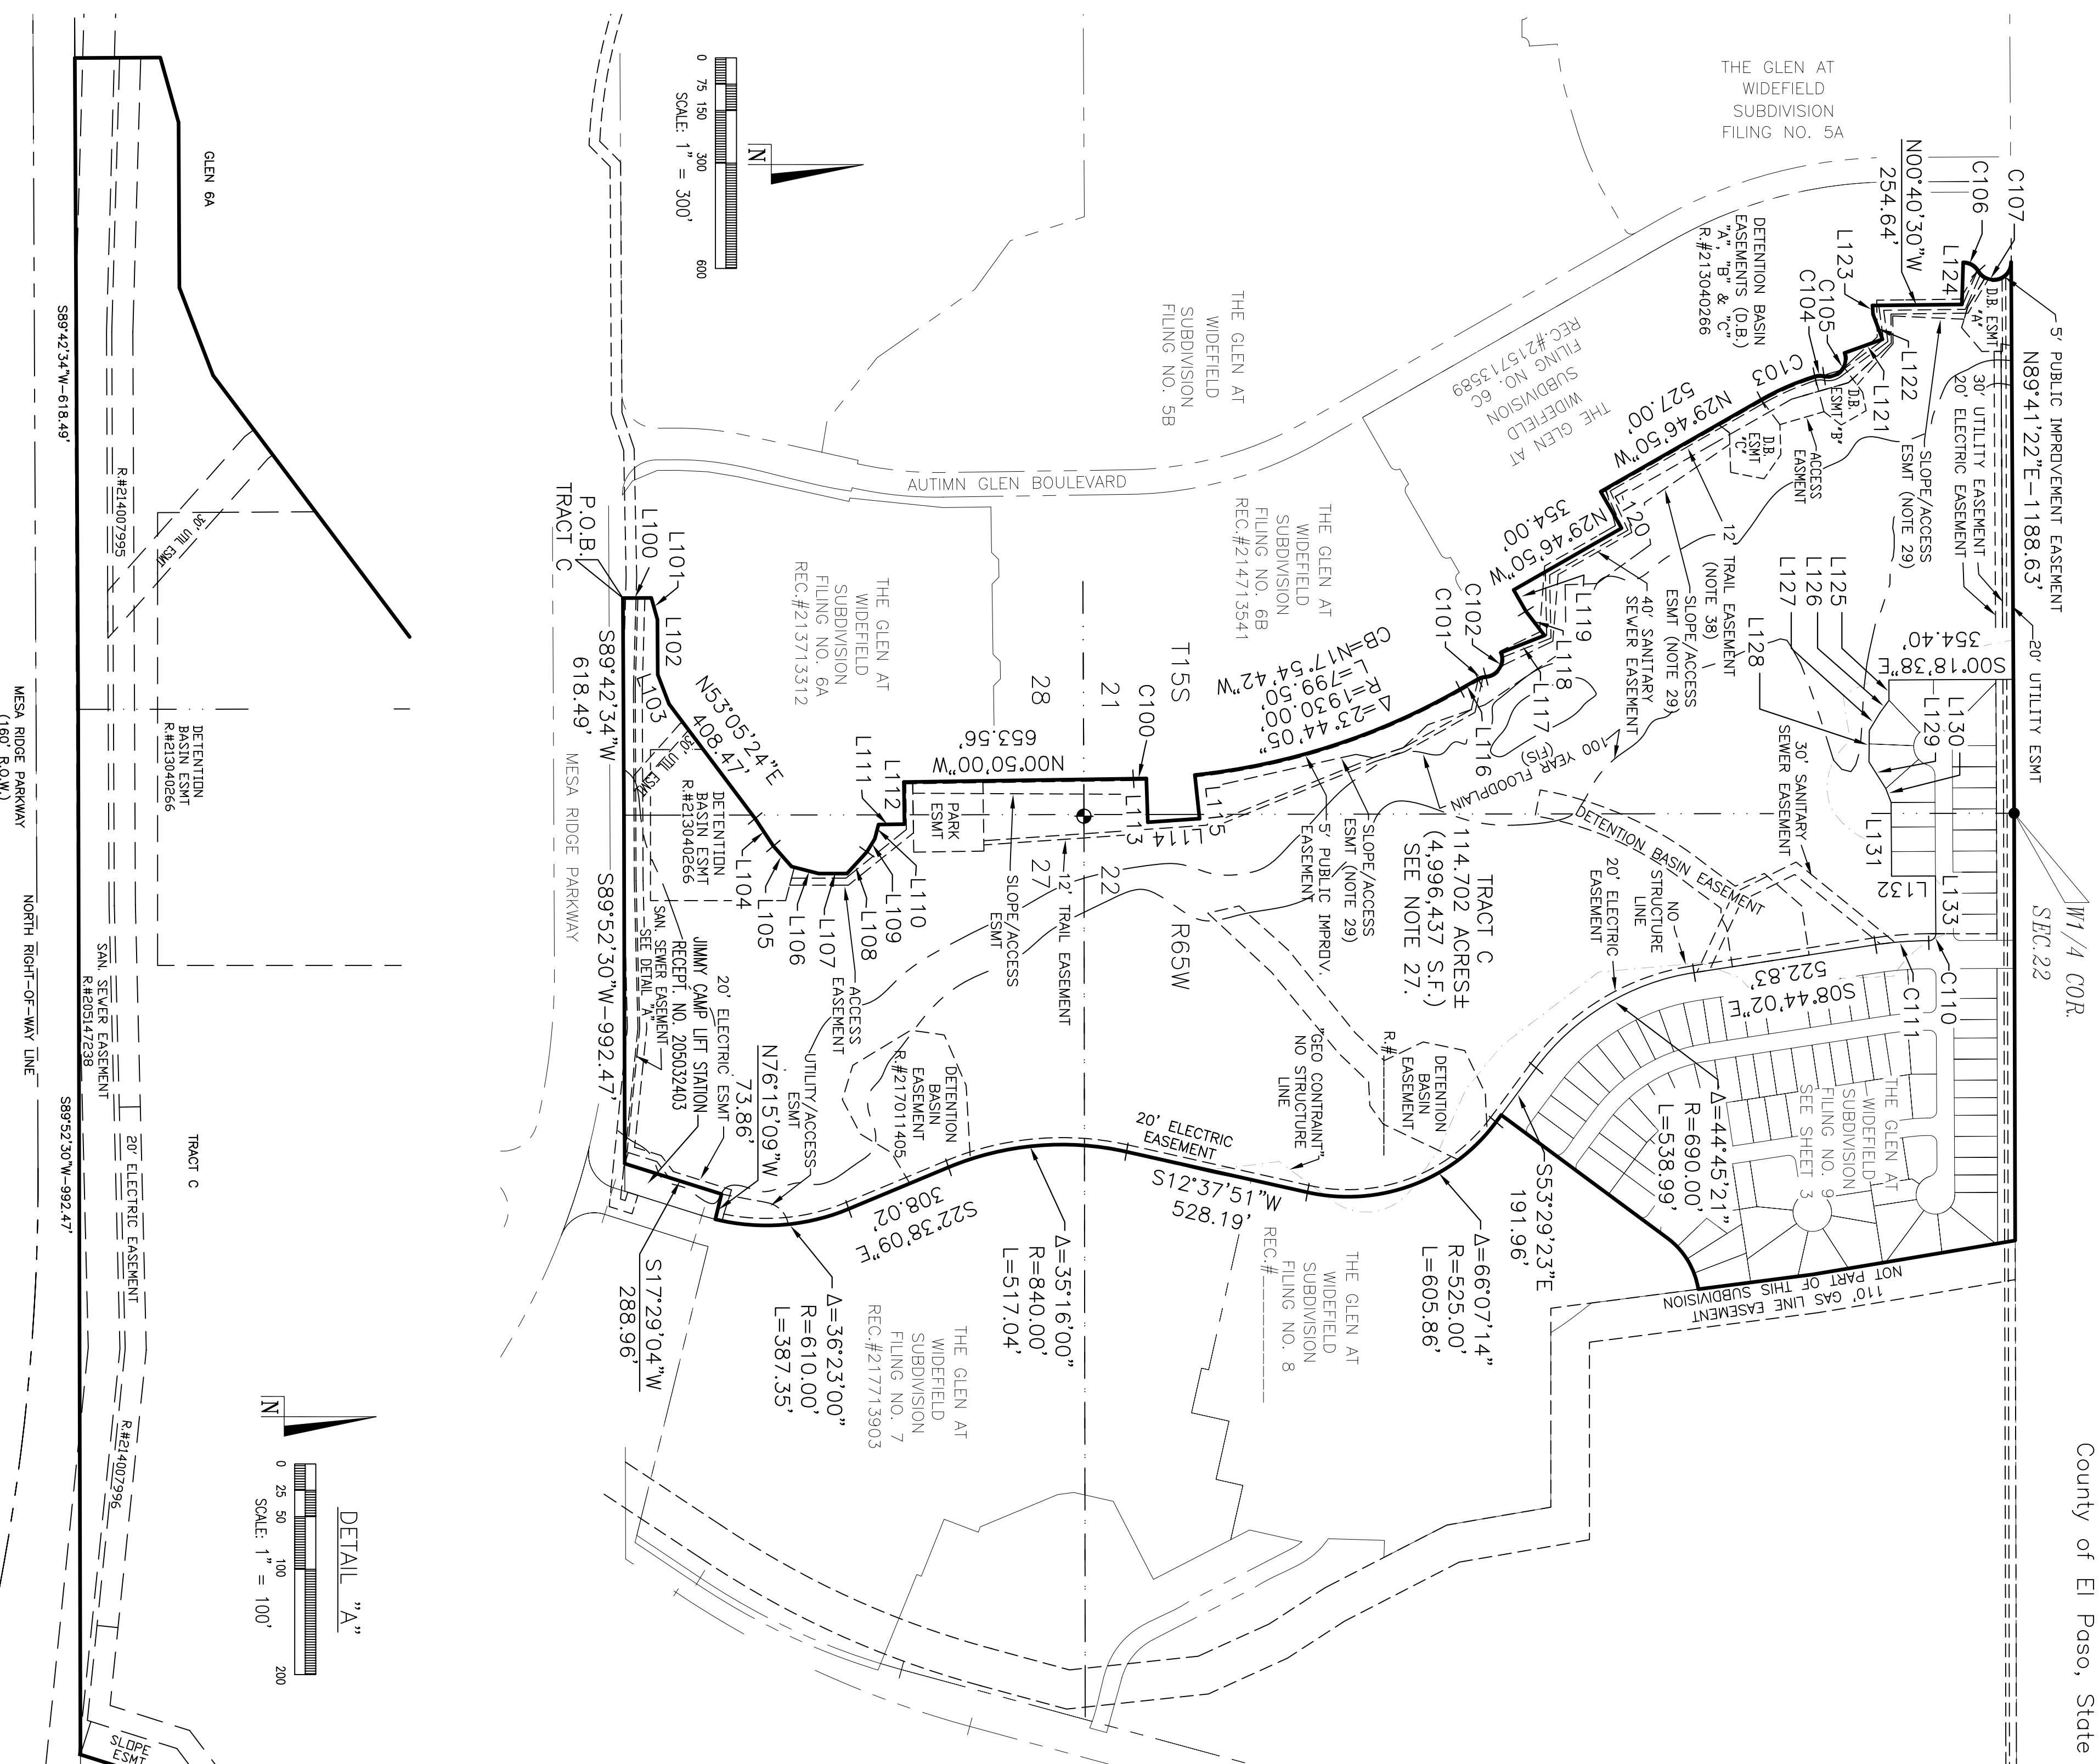 County of El Paso, State
W1/4 COR.
SEC.22
5' PUBLIC IMPROVEMENT EASEMENT
N89°41'22"E-1188.63'
20' UTILITY ESMT
30' UTILITY EASEMENT
20' ELECTRIC EASEMENT
C107
C106
D.B. ESMT
"A"
L124
N00°40'30"W
254.64'
SLOPE/ACCESS
ESMT (NOTE 29)
L122
L123
L121
C105
C104
C103
D.B.
ESMT "B"
D.B.
ESMT
"C"
ACCESS
EASMENT
DETENTION BASIN
EASEMENTS (D.B.)
"A", "B" & "C"
R.#213040266
THE GLEN AT
WIDEFIELD
SUBDIVISION
FILING NO. 5A
N29°46'50"W
527.00'
THE GLEN AT
WIDEFIELD
SUBDIVISION
FILING NO. 6C
REC.#215713589
L120
N29°46'50"W
354.00'
12' TRAIL EASEMENT
(NOTE 38)
SLOPE/ACCESS
ESMT (NOTE 29)
40' SANITARY
SEWER EASEMENT
L119
L118
L117
L116
C102
C101
100 YEAR FLOODPLAIN
(FIS)
S00°18'38"E
354.40'
L125
L126
L127
L128
L129
L130
L131
L132
L133
30' SANITARY
SEWER EASEMENT
DETENTION BASIN EASEMENT
NO STRUCTURE
LINE
20' ELECTRIC
EASEMENT
C110
C111
S08°44'02"E
522.83'
Δ=44°45'21"
R=690.00'
L=538.99'
THE GLEN AT
WIDEFIELD
SUBDIVISION
FILING NO. 9
SEE SHEET 3
110' GAS LINE EASEMENT
NOT PART OF THIS SUBDIVISION
S53°29'23"E
191.96'
Δ=66°07'14"
R=525.00'
L=605.86'
DETENTION
BASIN
EASEMENT
R.#
"GEO CONTRAINT"
NO STRUCTURE
LINE
TRACT C
114.702 ACRES±
(4,996,437 S.F.)
SEE NOTE 27.
Δ=23°44'05"
R=1930.00'
L=799.50'
CB=N17°54'42"W
SLOPE/ACCESS
ESMT (NOTE 29)
5' PUBLIC IMPROV.
EASEMENT
THE GLEN AT
WIDEFIELD
SUBDIVISION
FILING NO. 6B
REC.#214713541
THE GLEN AT
WIDEFIELD
SUBDIVISION
FILING NO. 5B
T15S
R65W
21
22
28
27
C100
L113
L114
L115
THE GLEN AT
WIDEFIELD
SUBDIVISION
FILING NO. 8
REC.#
S12°37'51"W
528.19'
20' ELECTRIC
EASEMENT
AUTIMN GLEN BOULEVARD
N00°50'00"W
653.56'
12' TRAIL EASEMENT
SLOPE/ACCESS
ESMT
PARK
ESMT
Δ=35°16'00"
R=840.00'
L=517.04'
DETENTION
BASIN
EASEMENT
R.#217011405
S22°38'09"E
308.02'
THE GLEN AT
WIDEFIELD
SUBDIVISION
FILING NO. 7
REC.#217713903
THE GLEN AT
WIDEFIELD
SUBDIVISION
FILING NO. 6A
REC.#213713312
L112
L111
L110
L109
L108
L107
L106
L105
L104
ACCESS
EASEMENT
UTILITY/ACCESS
ESMT
Δ=36°23'00"
R=610.00'
L=387.35'
N76°15'09"W
73.86'
S17°29'04"W
288.96'
20' ELECTRIC ESMT
JIMMY CAMP LIFT STATION
RECEPT. NO. 205032403
SAN. SEWER EASEMENT
SEE DETAIL "A"
N53°05'24"E
408.47'
DETENTION
BASIN ESMT
R.#213040266
30' UTIL ESMT
L103
L102
L101
L100
P.O.B.
TRACT C
S89°42'34"W
618.49'
S89°52'30"W-992.47'
MESA RIDGE PARKWAY
N
0 75 150 300 600
SCALE: 1" = 300'
DETAIL "A"
N
0 25 50 100 200
SCALE: 1" = 100'
GLEN 6A
R.#214007995
30' UTIL ESMT
DETENTION
BASIN ESMT
R.#213040266
TRACT C
20' ELECTRIC EASEMENT
SAN. SEWER EASEMENT
R.#205147238
R.#214007996
SLOPE
ESMT
S89°42'34"W-618.49'
S89°52'30"W-992.47'
NORTH RIGHT-OF-WAY LINE
MESA RIDGE PARKWAY
(160' R.O.W.)